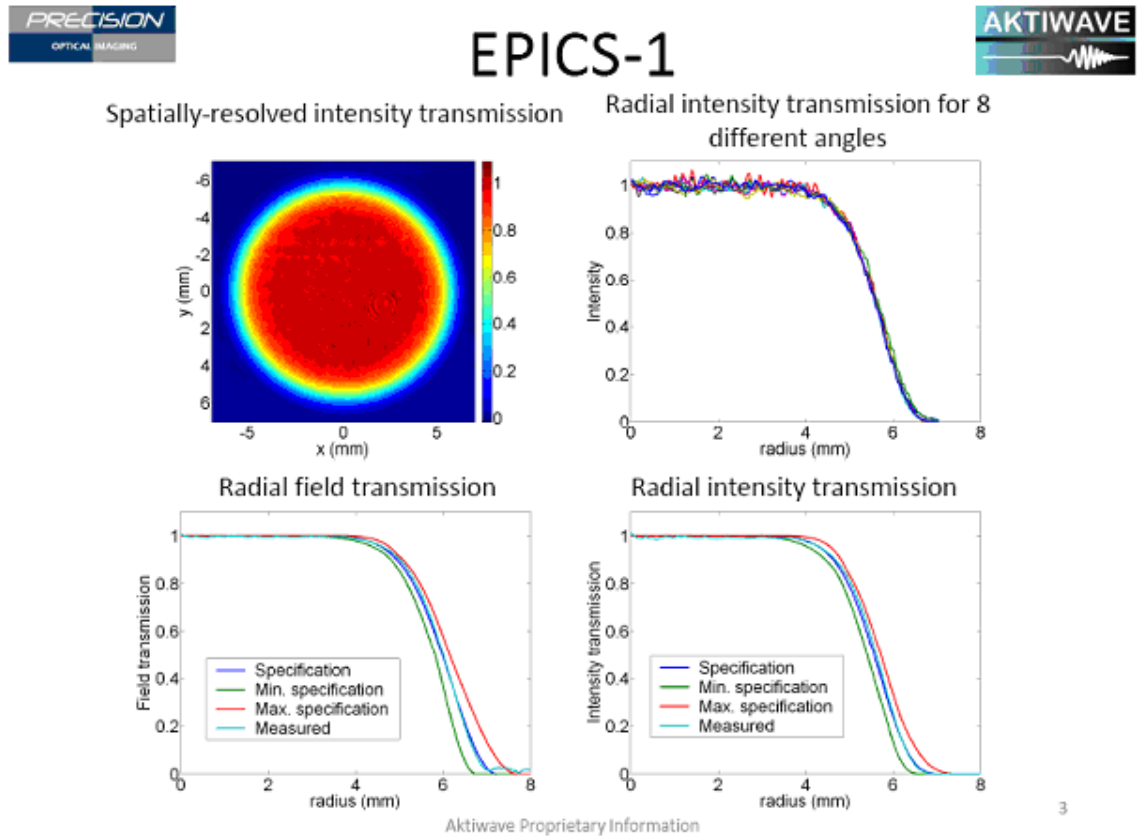 PRECISION
OPTICAL IMAGING
EPICS-1
AKTIWAVE
Spatially-resolved intensity transmission
-6
-4
-2
0
2
4
6
y (mm)
-5
0
5
x (mm)
1
0.8
0.6
0.4
0.2
0
Radial intensity transmission for 8
different angles
1
0.8
0.6
0.4
0.2
0
Intensity
0
2
4
6
8
radius (mm)
Radial field transmission
1
0.8
0.6
0.4
0.2
0
Field transmission
Specification
Min. specification
Max. specification
Measured
0
2
4
6
8
radius (mm)
Radial intensity transmission
1
0.8
0.6
0.4
0.2
0
Intensity transmission
Specification
Min. specification
Max. specification
Measured
0
2
4
6
8
radius (mm)
Aktiwave Proprietary Information
3